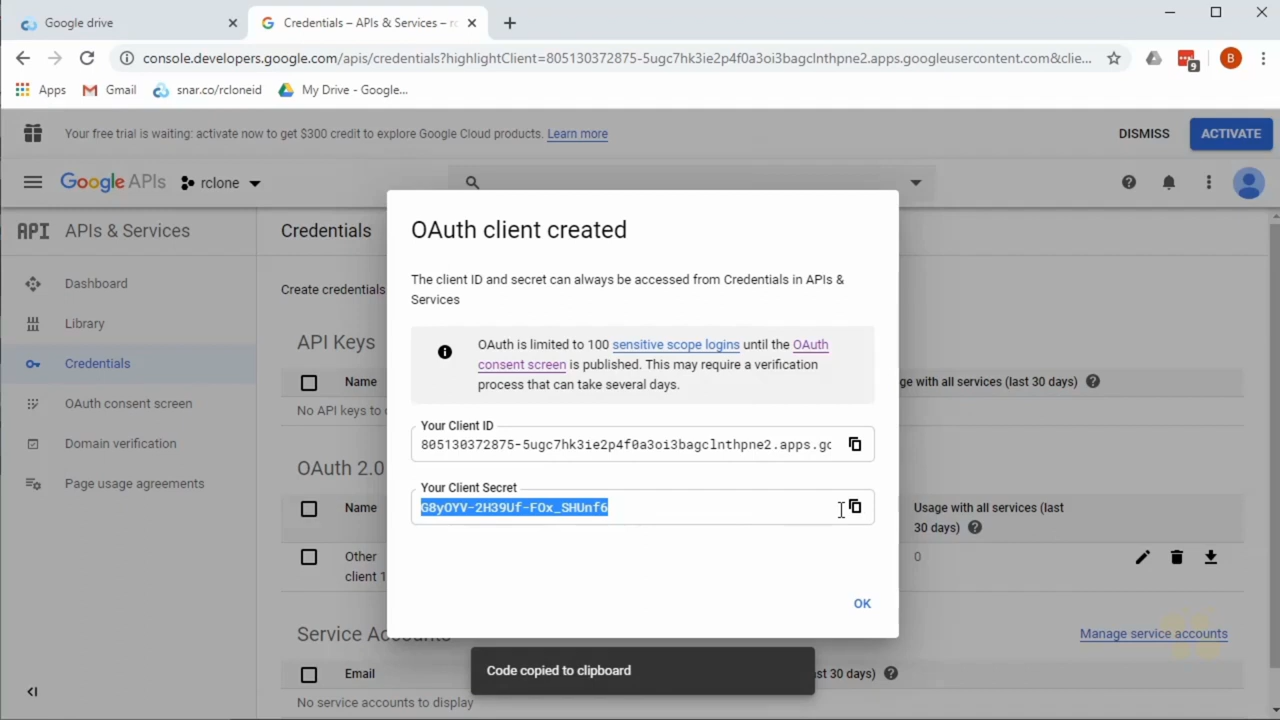 Google drive
Credentials – APIs & Services – rc
console.developers.google.com/apis/credentials?highlightClient=805130372875-5ugc7hk3ie2p4f0a3oi3bagclnthpne2.apps.googleusercontent.com&clie...
9
B
Apps
Gmail
snar.co/rcloneid
My Drive - Google...
Your free trial is waiting: activate now to get $300 credit to explore Google Cloud products. Learn more
DISMISS
ACTIVATE
Google APIs
rclone
API APIs & Services
Credentials
Dashboard
Library
Credentials
OAuth consent screen
Domain verification
Page usage agreements
Create credentials
API Keys
Name
ge with all services (last 30 days)
No API keys to
OAuth 2.0
Name
Usage with all services (last
30 days)
Other
client 1
0
Service Accounts
Manage service accounts
Email
st 30 days)
No service accounts to display
OAuth client created
The client ID and secret can always be accessed from Credentials in APIs &
Services
OAuth is limited to 100 sensitive scope logins until the OAuth
consent screen is published. This may require a verification
process that can take several days.
Your Client ID
805130372875-5ugc7hk3ie2p4f0a3oi3bagclnthpne2.apps.gc
Your Client Secret
G8yOYV-2H39Uf-FOx_SHUnf6
OK
Code copied to clipboard